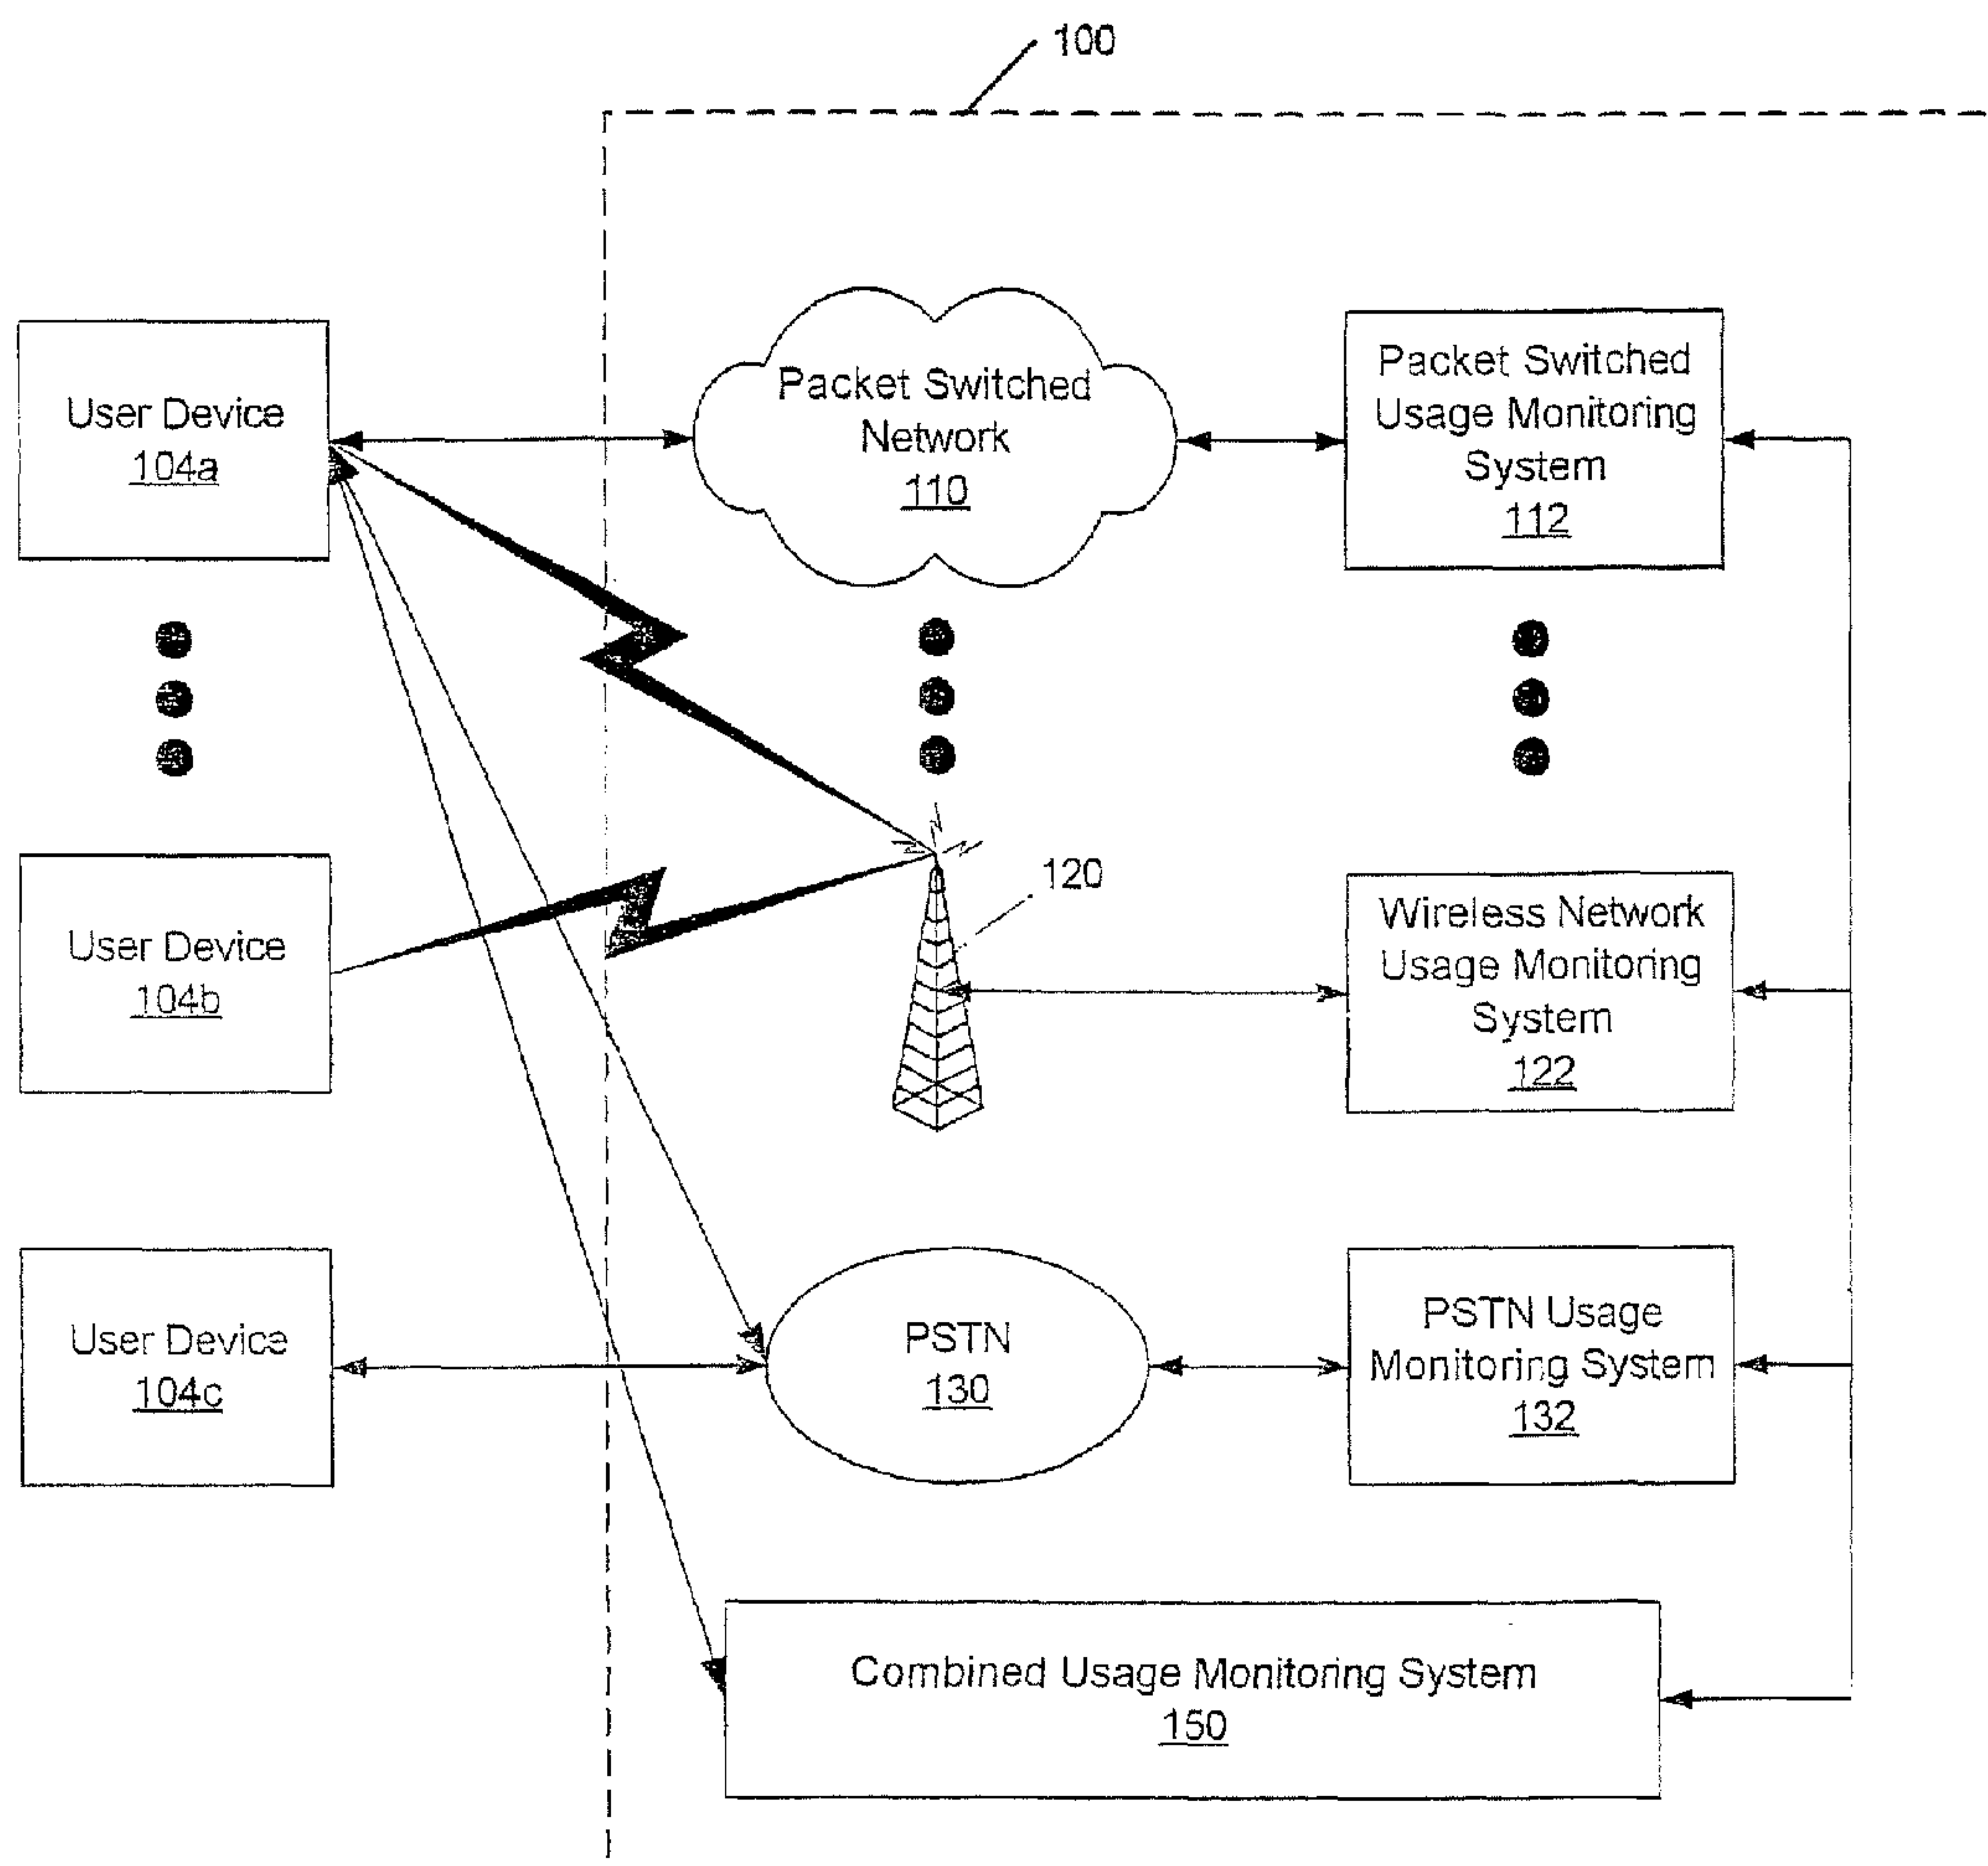 100
User Device
104a
Packet Switched
Network
110
Packet Switched
Usage Monitoring
System
112
User Device
104b
120
Wireless Network
Usage Monitoring
System
122
User Device
104c
PSTN
130
PSTN Usage
Monitoring System
132
Combined Usage Monitoring System
150